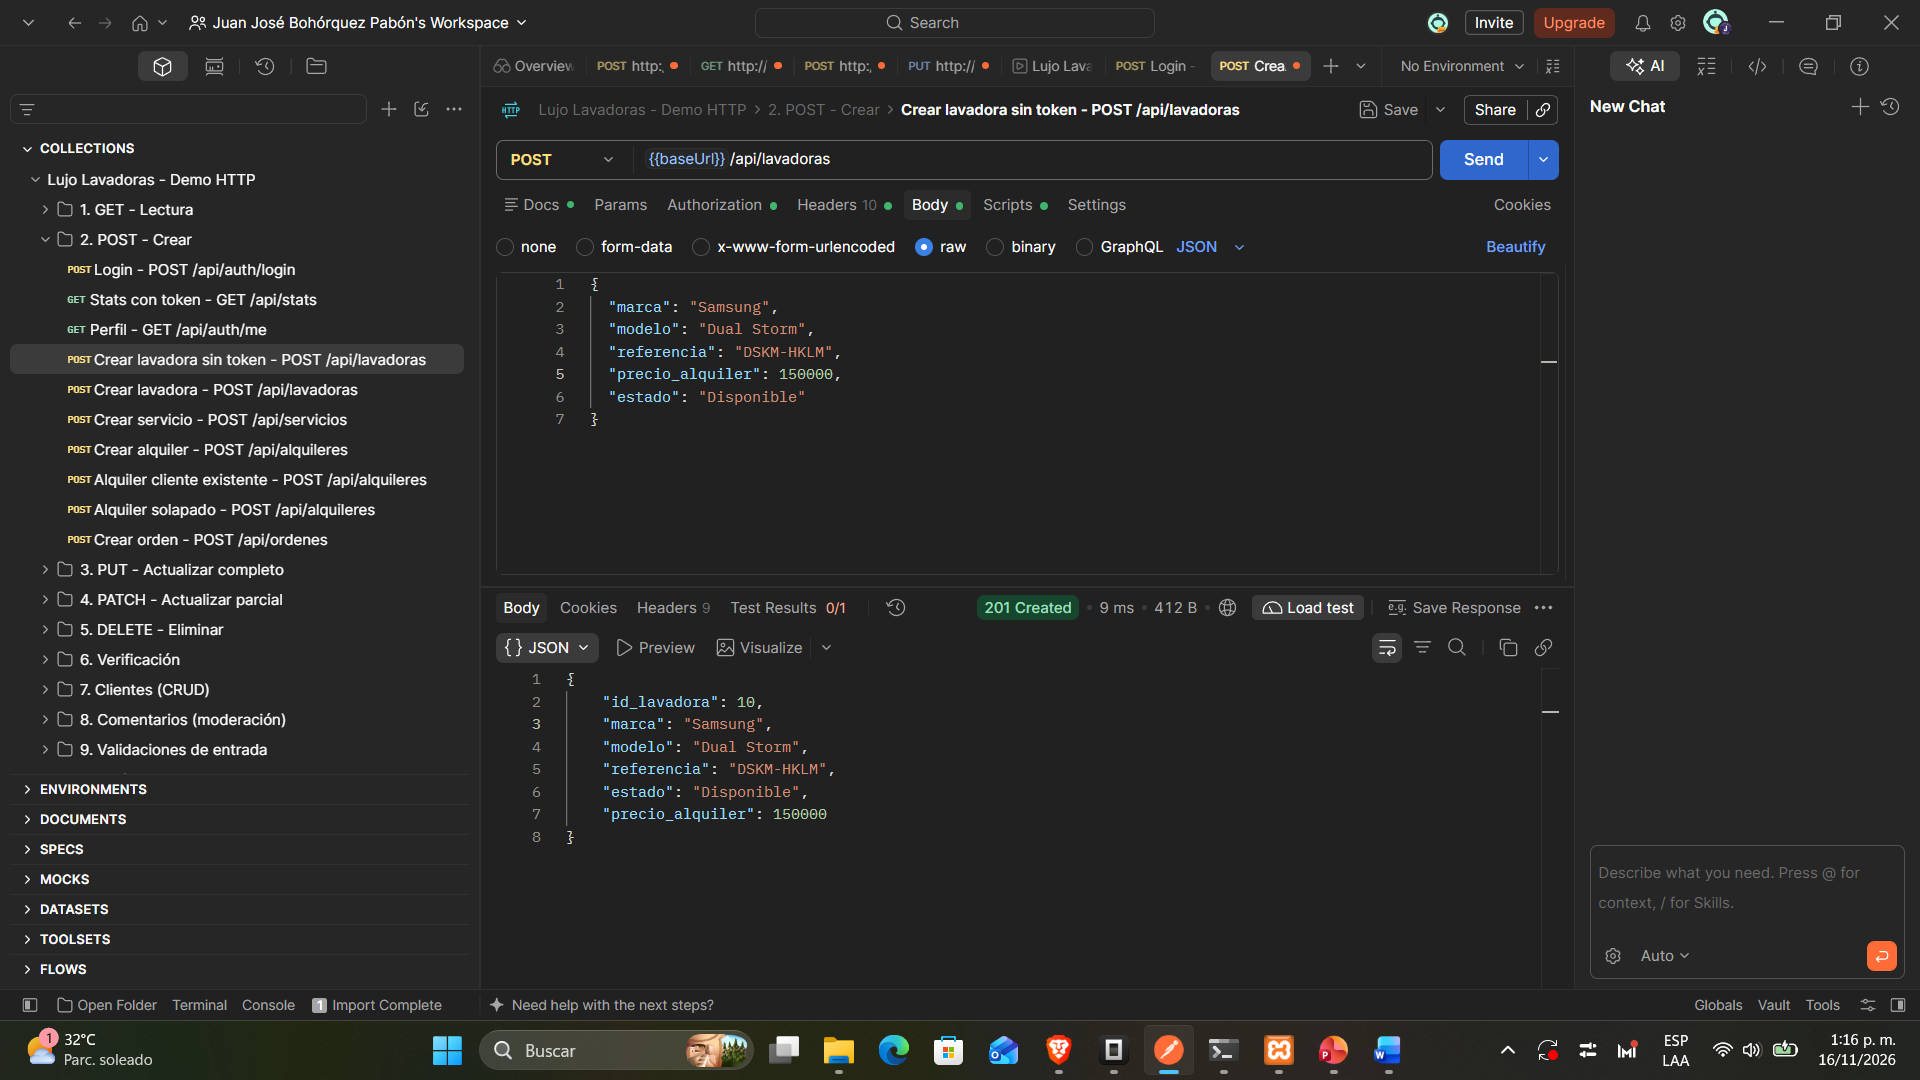 Juan José Bohórquez Pabón's Workspace
Search
Invite
Upgrade
Overview
POST http:,
GET http://
POST http:,
PUT http://
Lujo Lava
POST Login -
POST Crea
No Environment
AI
Lujo Lavadoras - Demo HTTP > 2. POST - Crear > Crear lavadora sin token - POST /api/lavadoras
Save
Share
New Chat
COLLECTIONS
Lujo Lavadoras - Demo HTTP
1. GET - Lectura
2. POST - Crear
POST Login - POST /api/auth/login
GET Stats con token - GET /api/stats
GET Perfil - GET /api/auth/me
POST Crear lavadora sin token - POST /api/lavadoras
POST Crear lavadora - POST /api/lavadoras
POST Crear servicio - POST /api/servicios
POST Crear alquiler - POST /api/alquileres
POST Alquiler cliente existente - POST /api/alquileres
POST Alquiler solapado - POST /api/alquileres
POST Crear orden - POST /api/ordenes
3. PUT - Actualizar completo
4. PATCH - Actualizar parcial
5. DELETE - Eliminar
6. Verificación
7. Clientes (CRUD)
8. Comentarios (moderación)
9. Validaciones de entrada
ENVIRONMENTS
DOCUMENTS
SPECS
MOCKS
DATASETS
TOOLSETS
FLOWS
POST
{{baseUrl}} /api/lavadoras
Send
Docs
Params
Authorization
Headers 10
Body
Scripts
Settings
Cookies
none
form-data
x-www-form-urlencoded
raw
binary
GraphQL
JSON
Beautify
1 {
2 "marca": "Samsung",
3 "modelo": "Dual Storm",
4 "referencia": "DSKM-HKLM",
5 "precio_alquiler": 150000,
6 "estado": "Disponible"
7 }
Body
Cookies
Headers 9
Test Results 0/1
201 Created
9 ms
412 B
Load test
e.g. Save Response
{} JSON
Preview
Visualize
1 {
2 "id_lavadora": 10,
3 "marca": "Samsung",
4 "modelo": "Dual Storm",
5 "referencia": "DSKM-HKLM",
6 "estado": "Disponible",
7 "precio_alquiler": 150000
8 }
Describe what you need. Press @ for
context, / for Skills.
Auto
Open Folder
Terminal
Console
1 Import Complete
Need help with the next steps?
Globals
Vault
Tools
1
32°C
Parc. soleado
Buscar
ESP
LAA
1:16 p. m.
16/11/2026